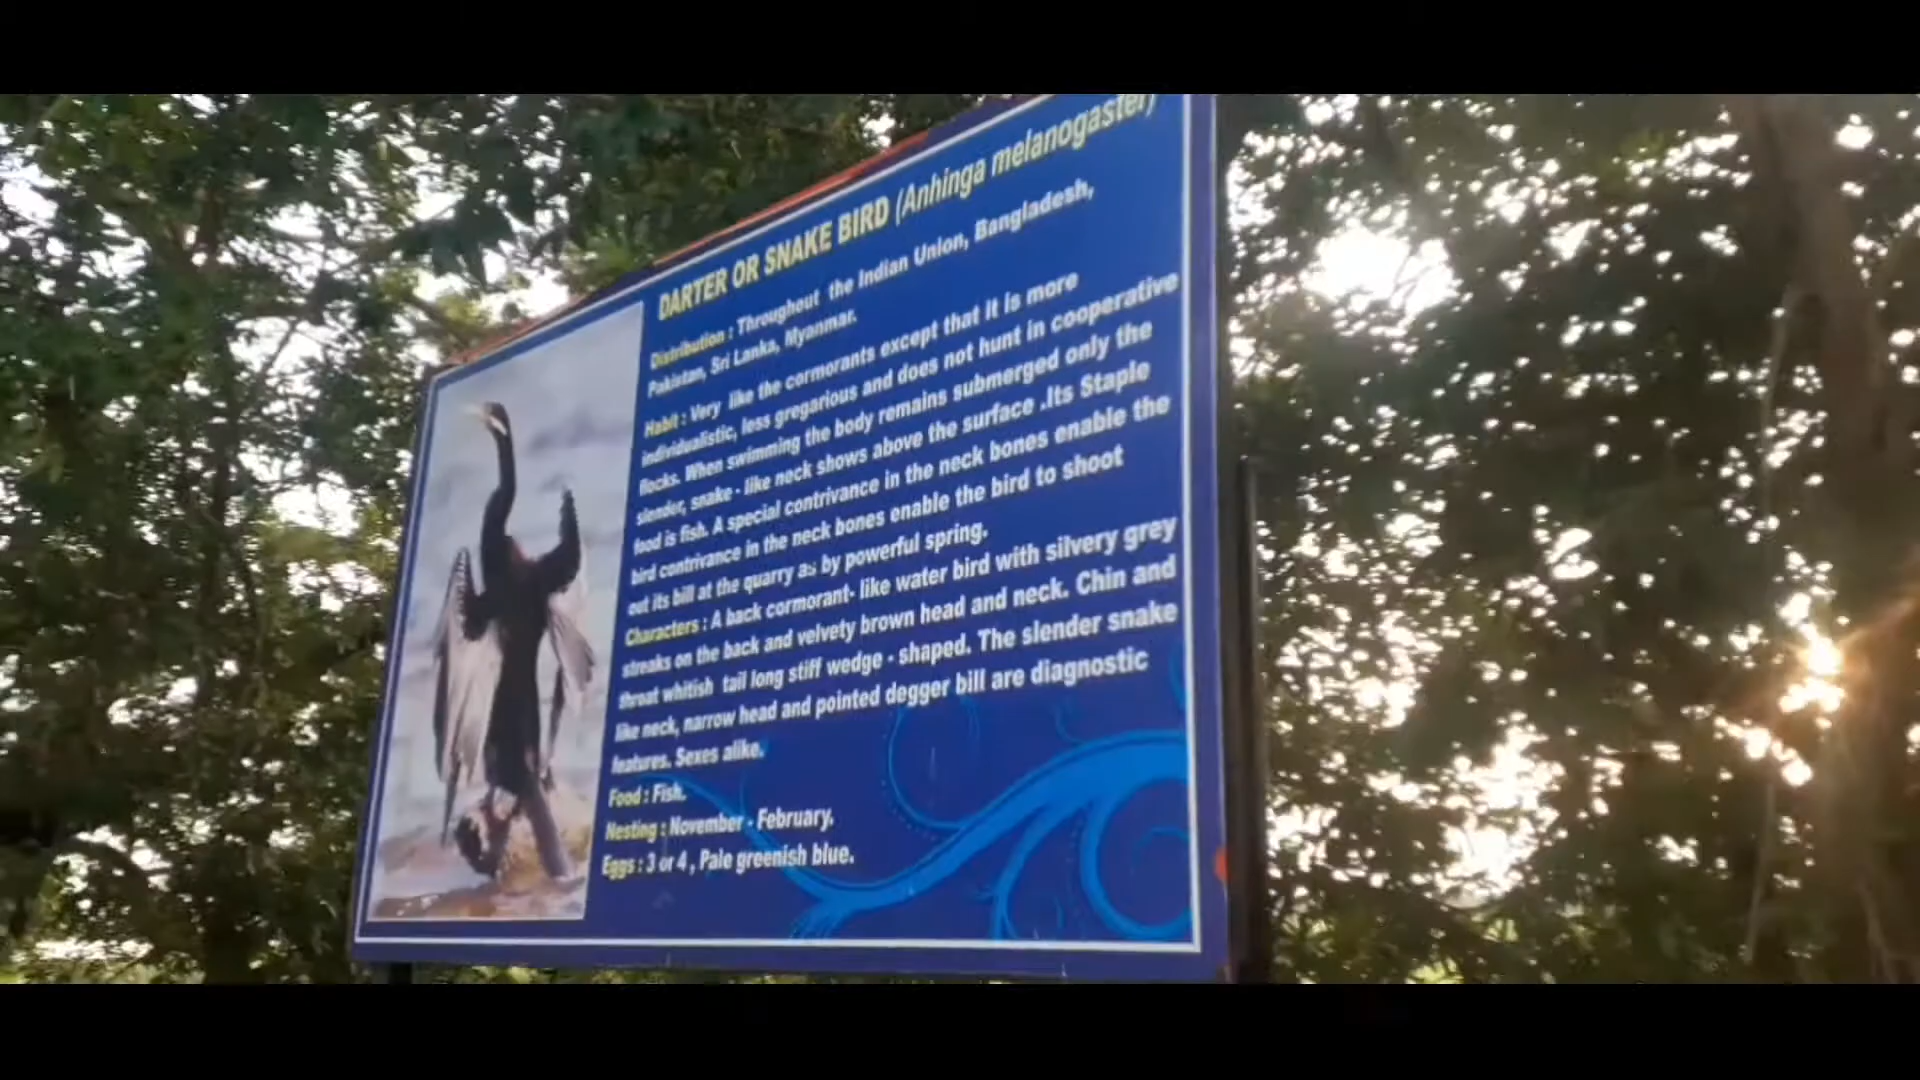 DARTER OR SNAKE BIRD (Anhinga melanogaster)
Distribution : Throughout the Indian Union, Bangladesh,
Pakistan, Sri Lanka, Myanmar.
Habit : Very like the cormorants except that it is more
individualistic, less gregarious and does not hunt in cooperative
flocks. When swimming the body remains submerged only the
slender, snake - like neck shows above the surface .Its Staple
food is fish. A special contrivance in the neck bones enable the
bird contrivance in the neck bones enable the bird to shoot
out its bill at the quarry as by powerful spring.
Characters : A back cormorant- like water bird with silvery grey
streaks on the back and velvety brown head and neck. Chin and
throat whitish tail long stiff wedge - shaped. The slender snake
like neck, narrow head and pointed degger bill are diagnostic
features. Sexes alike.
Food : Fish.
Nesting : November - February.
Eggs : 3 or 4 , Pale greenish blue.